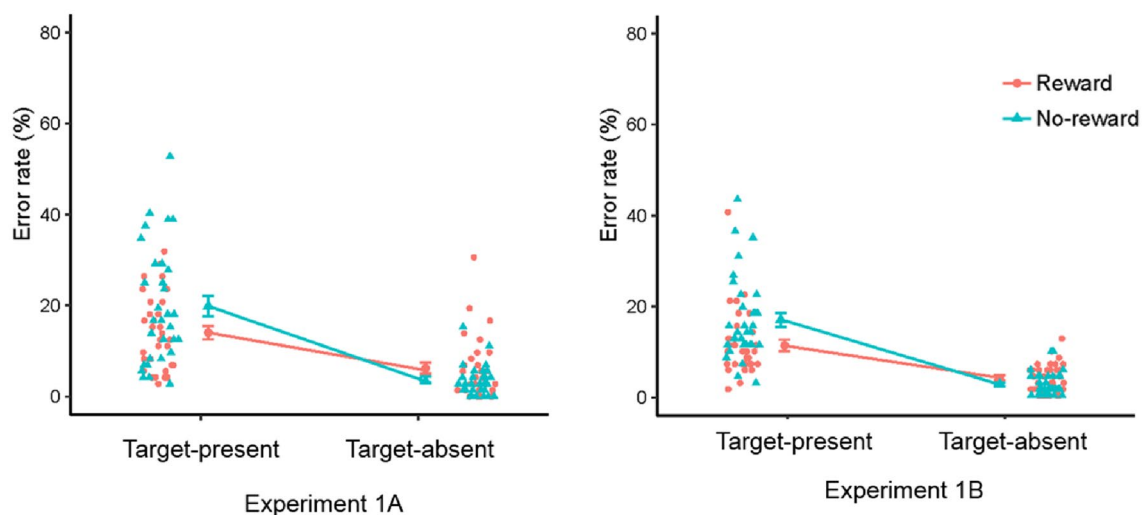 80
60
40
20
0
Error rate (%)
Target-present
Target-absent
Experiment 1A
80
60
40
20
0
Error rate (%)
Reward
No-reward
Target-present
Target-absent
Experiment 1B